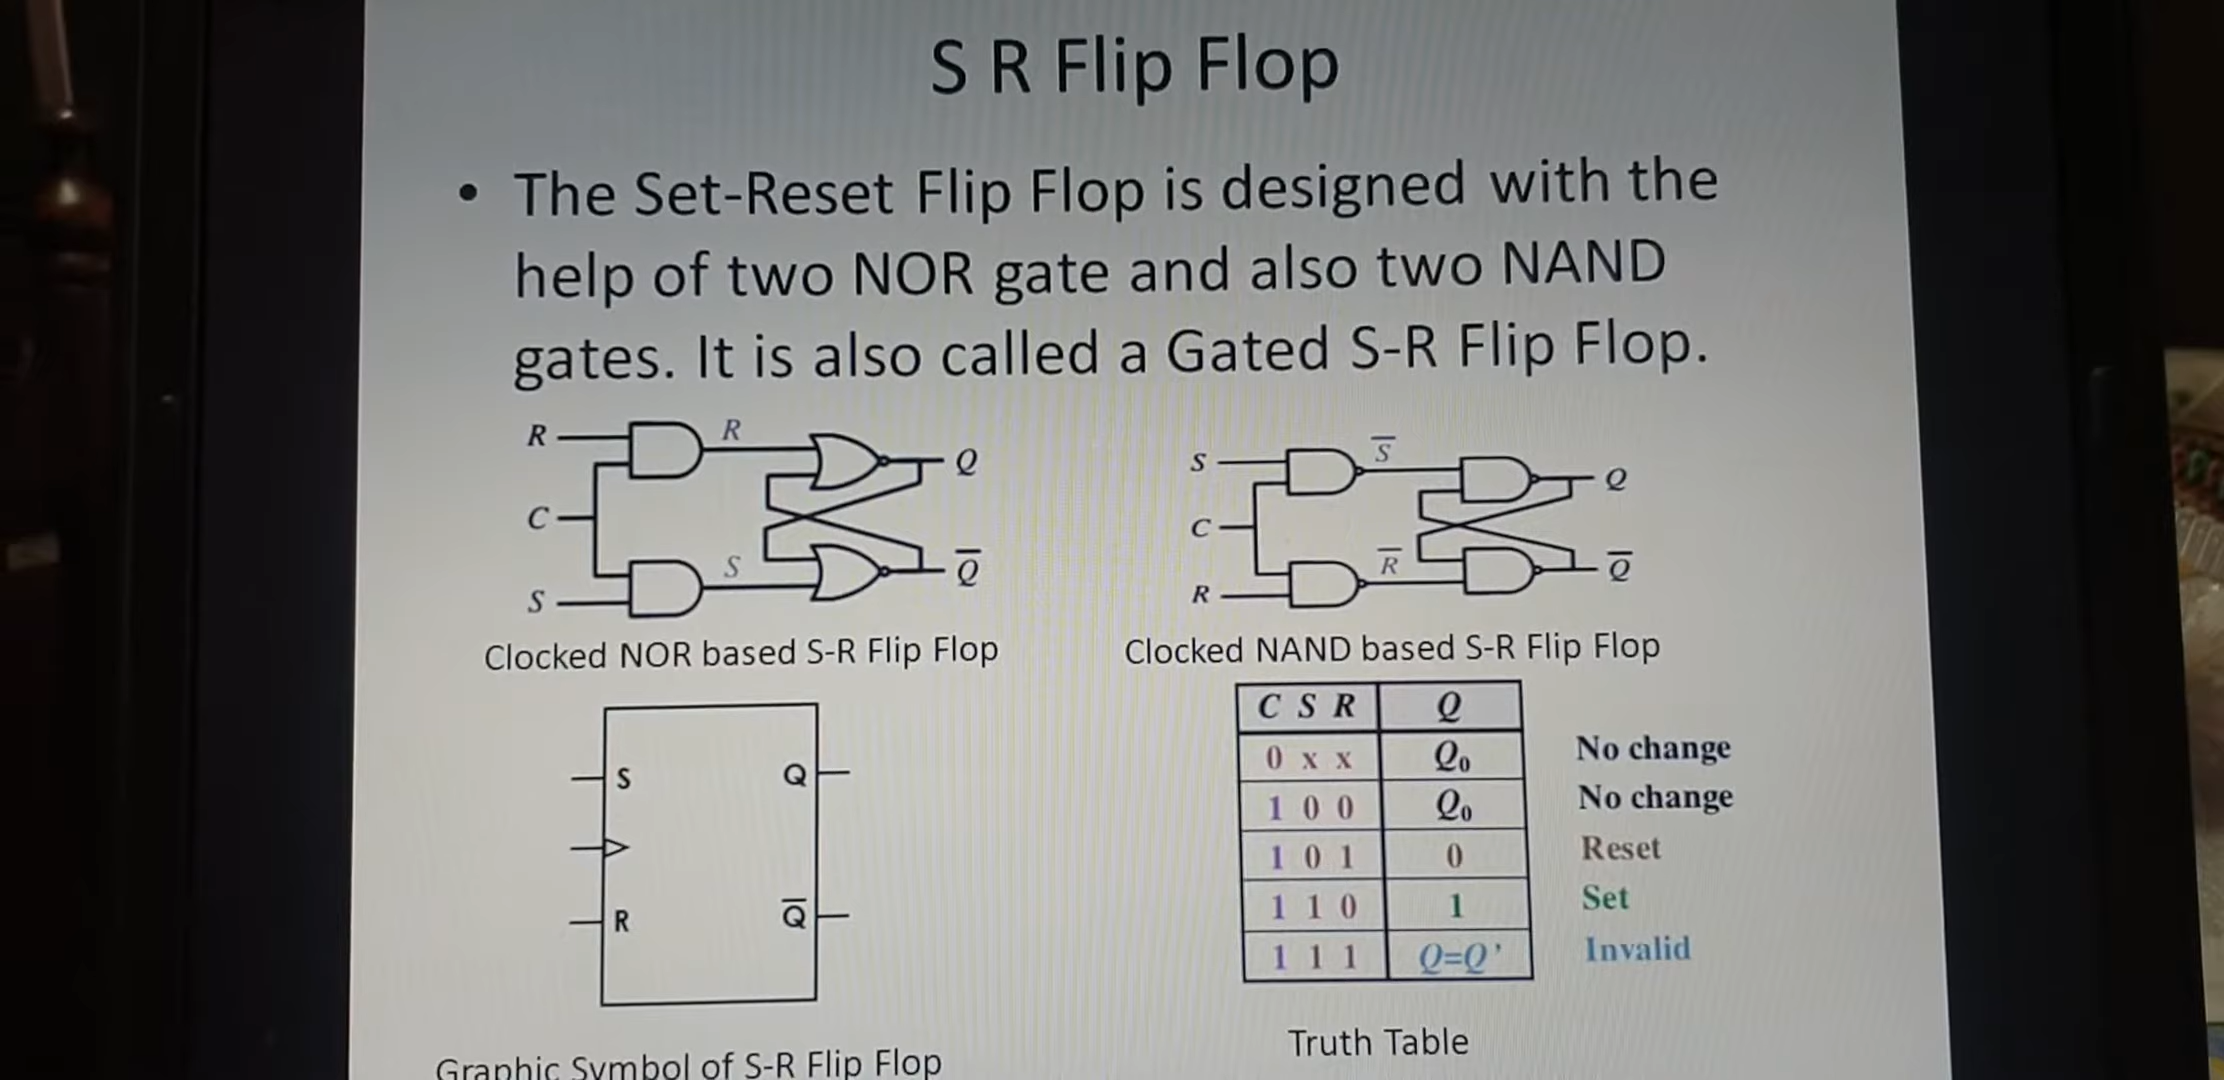 S R Flip Flop
• The Set-Reset Flip Flop is designed with the
help of two NOR gate and also two NAND
gates. It is also called a Gated S-R Flip Flop.
R
R
Q
C
S
S
Q̅
Clocked NOR based S-R Flip Flop
S
S̅
Q
C
R̅
R
Q̅
Clocked NAND based S-R Flip Flop
S
Q
R
Q̅
Graphic Symbol of S-R Flip Flop
C S R Q
0 x x Q₀ No change
1 0 0 Q₀ No change
1 0 1 0 Reset
1 1 0 1 Set
1 1 1 Q=Q’ Invalid
Truth Table